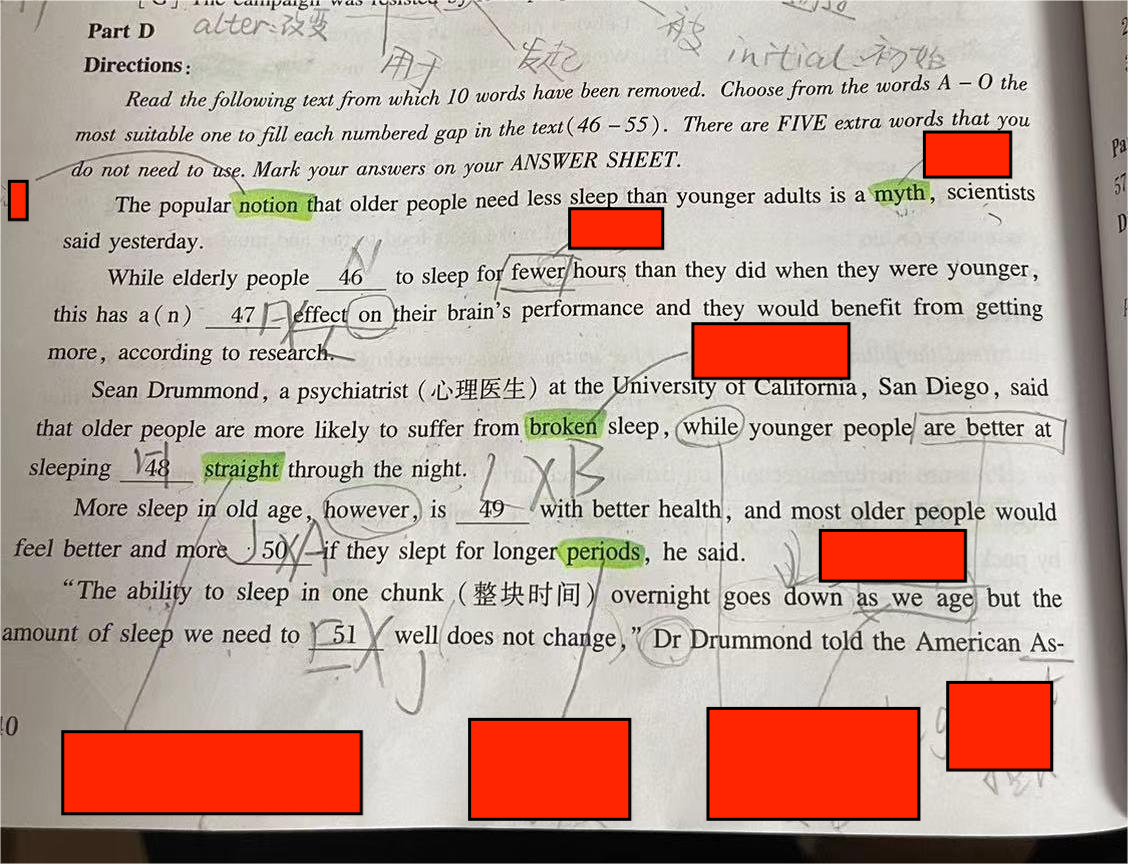 [G] The campaign was resisted by
Part D alter:改变
Directions: 用于 发起 被 initial 初始
Read the following text from which 10 words have been removed. Choose from the words A – O the
most suitable one to fill each numbered gap in the text(46 – 55). There are FIVE extra words that you
do not need to use. Mark your answers on your ANSWER SHEET.
The popular notion that older people need less sleep than younger adults is a myth, scientists
said yesterday.
While elderly people 46 to sleep for fewer hours than they did when they were younger,
this has a(n) 47 effect on their brain's performance and they would benefit from getting
more, according to research.
Sean Drummond, a psychiatrist (心理医生) at the University of California, San Diego, said
that older people are more likely to suffer from broken sleep, while younger people are better at
sleeping 48 straight through the night.
More sleep in old age, however, is 49 with better health, and most older people would
feel better and more 50 if they slept for longer periods, he said.
"The ability to sleep in one chunk (整块时间) overnight goes down as we age but the
amount of sleep we need to 51 well does not change," Dr Drummond told the American As-